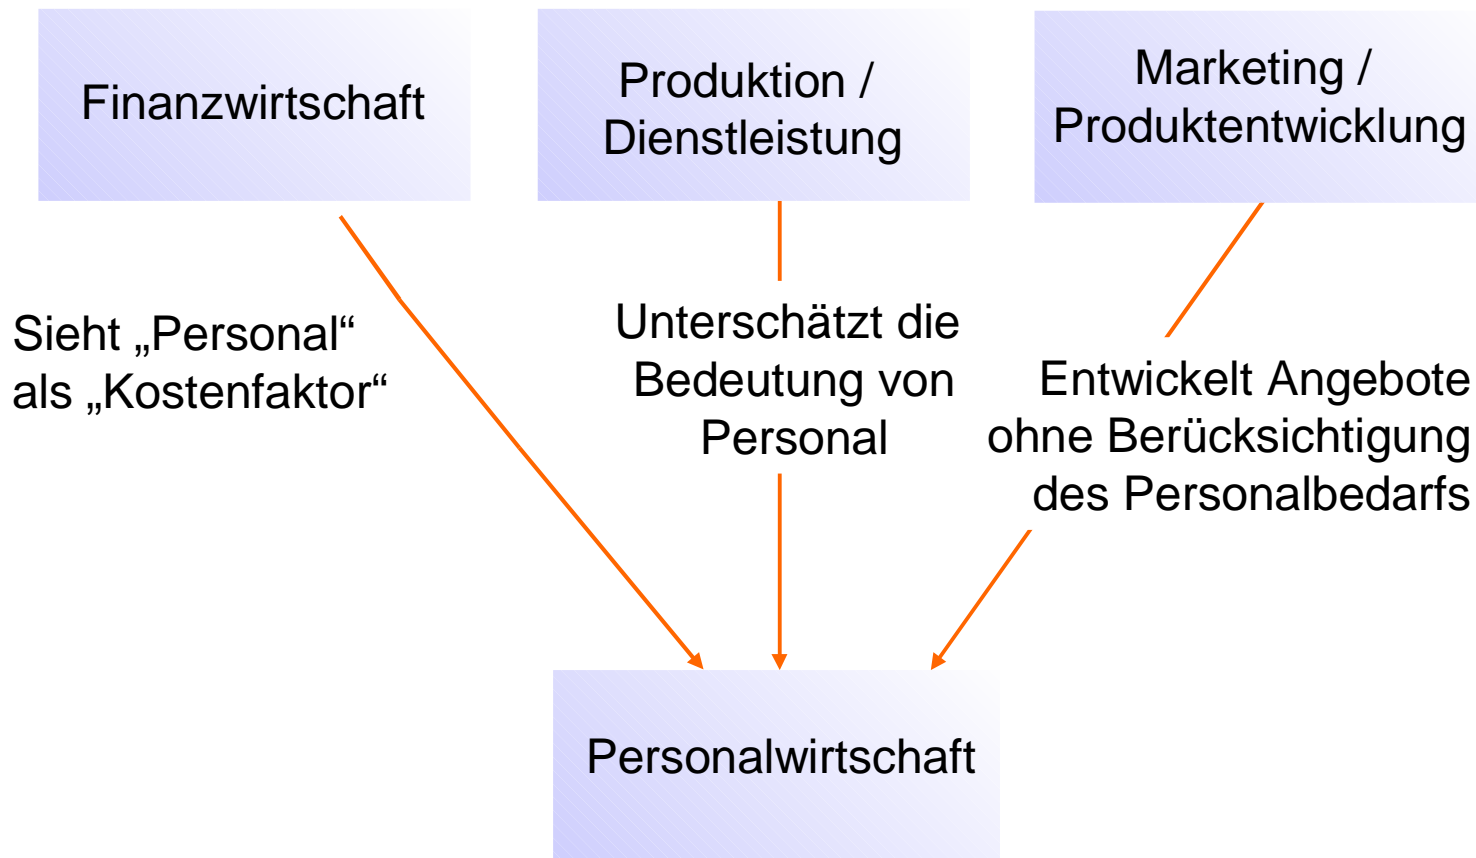 Finanzwirtschaft
Produktion /
Dienstleistung
Marketing /
Produktentwicklung
Sieht „Personal“
als „Kostenfaktor“
Unterschätzt die
Bedeutung von
Personal
Entwickelt Angebote
ohne Berücksichtigung
des Personalbedarfs
Personalwirtschaft